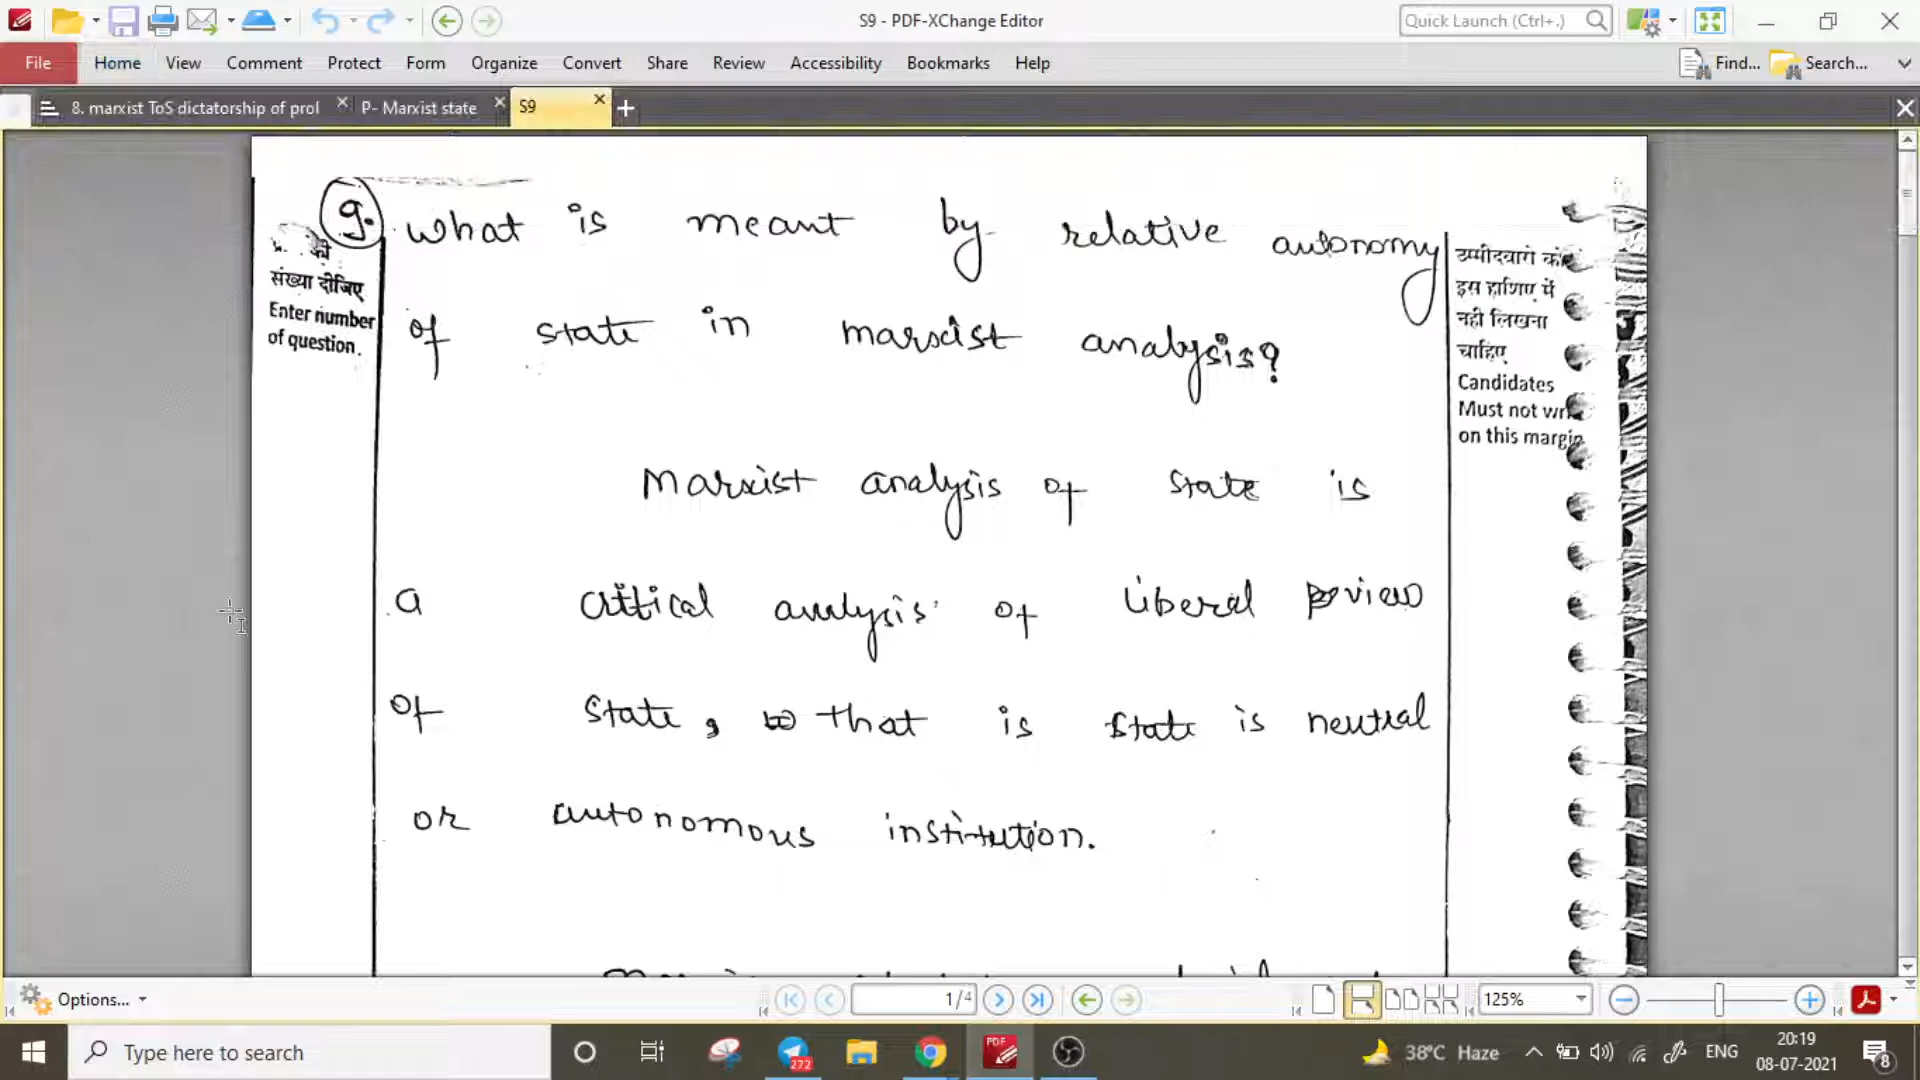 S9 - PDF-XChange Editor
Quick Launch (Ctrl+.)
File Home View Comment Protect Form Organize Convert Share Review Accessibility Bookmarks Help Find... Search...
8. marxist ToS dictatorship of prol P- Marxist state S9
9. what is meant by relative autonomy
of state in marxist analysis?
संख्या दीजिए
Enter number
of question.
उम्मीदवारों को
इस हाशिए में
नही लिखना
चाहिए
Candidates
Must not
on this margin
Marxist analysis of state is
a critical analysis of liberal view
of state, that is state is neutral
or autonomous institution.
Options... 1/4 125%
Type here to search 272 PDF 38°C Haze ENG 20:19 08-07-2021 8